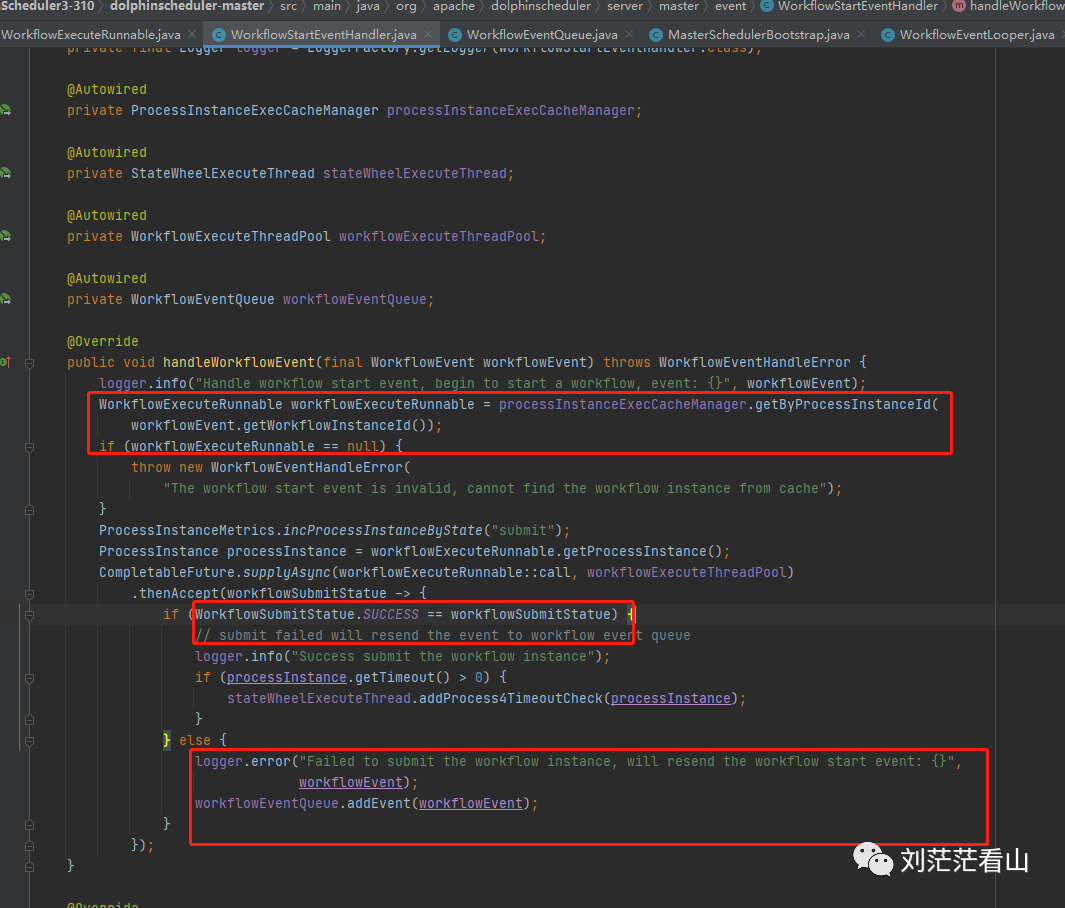 Scheduler3-310 〉 dolphinscheduler-master 〉 src 〉 main 〉 java 〉 org 〉 apache 〉 dolphinscheduler 〉 server 〉 master 〉 event 〉 WorkflowStartEventHandler 〉 handleWorkflow
WorkflowExecuteRunnable.java × WorkflowStartEventHandler.java × WorkflowEventQueue.java × MasterSchedulerBootstrap.java × WorkflowEventLooper.java ×
private final Logger logger = LoggerFactory.getLogger(WorkflowStartEventHandler.class);
@Autowired
private ProcessInstanceExecCacheManager processInstanceExecCacheManager;
@Autowired
private StateWheelExecuteThread stateWheelExecuteThread;
@Autowired
private WorkflowExecuteThreadPool workflowExecuteThreadPool;
@Autowired
private WorkflowEventQueue workflowEventQueue;
@Override
public void handleWorkflowEvent(final WorkflowEvent workflowEvent) throws WorkflowEventHandleError {
logger.info("Handle workflow start event, begin to start a workflow, event: {}", workflowEvent);
WorkflowExecuteRunnable workflowExecuteRunnable = processInstanceExecCacheManager.getByProcessInstanceId(
workflowEvent.getWorkflowInstanceId());
if (workflowExecuteRunnable == null) {
throw new WorkflowEventHandleError(
"The workflow start event is invalid, cannot find the workflow instance from cache");
}
ProcessInstanceMetrics.incProcessInstanceByState("submit");
ProcessInstance processInstance = workflowExecuteRunnable.getProcessInstance();
CompletableFuture.supplyAsync(workflowExecuteRunnable::call, workflowExecuteThreadPool)
.thenAccept(workflowSubmitStatue -> {
if (WorkflowSubmitStatue.SUCCESS == workflowSubmitStatue) {
// submit failed will resend the event to workflow event queue
logger.info("Success submit the workflow instance");
if (processInstance.getTimeout() > 0) {
stateWheelExecuteThread.addProcess4TimeoutCheck(processInstance);
}
} else {
logger.error("Failed to submit the workflow instance, will resend the workflow start event: {}",
workflowEvent);
workflowEventQueue.addEvent(workflowEvent);
}
});
}
刘茫茫看山
@Override